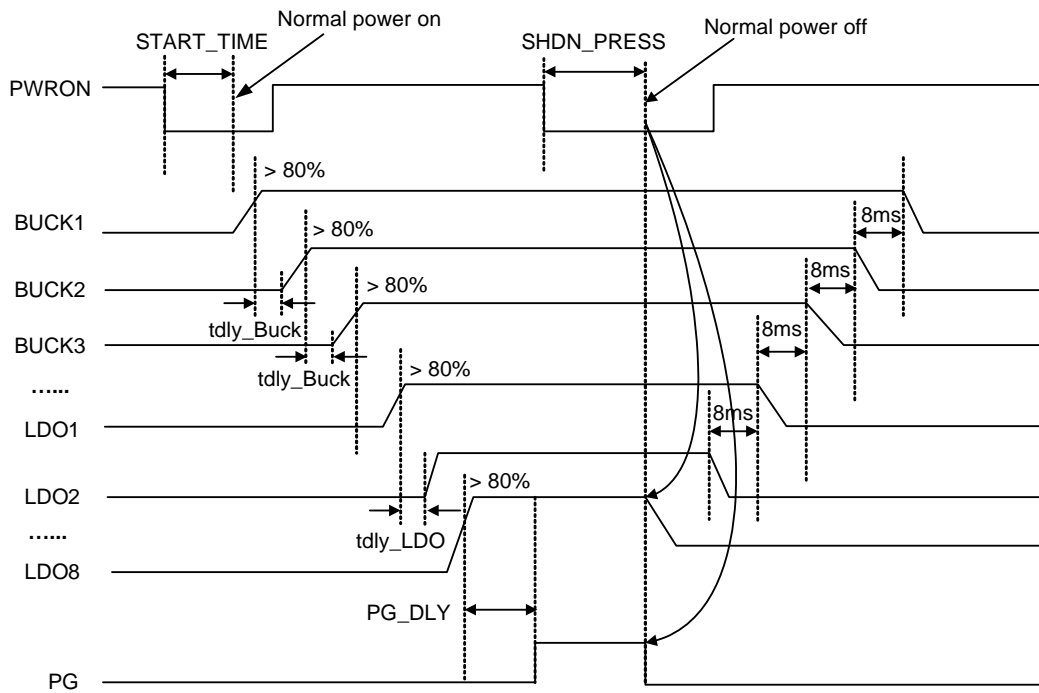 Normal power on
START_TIME
SHDN_PRESS
Normal power off
PWRON
> 80%
BUCK1
8ms
> 80%
BUCK2
8ms
> 80%
tdly_Buck
BUCK3
8ms
tdly_Buck
> 80%
…...
8ms
LDO1
> 80%
LDO2
tdly_LDO
…...
LDO8
PG_DLY
PG